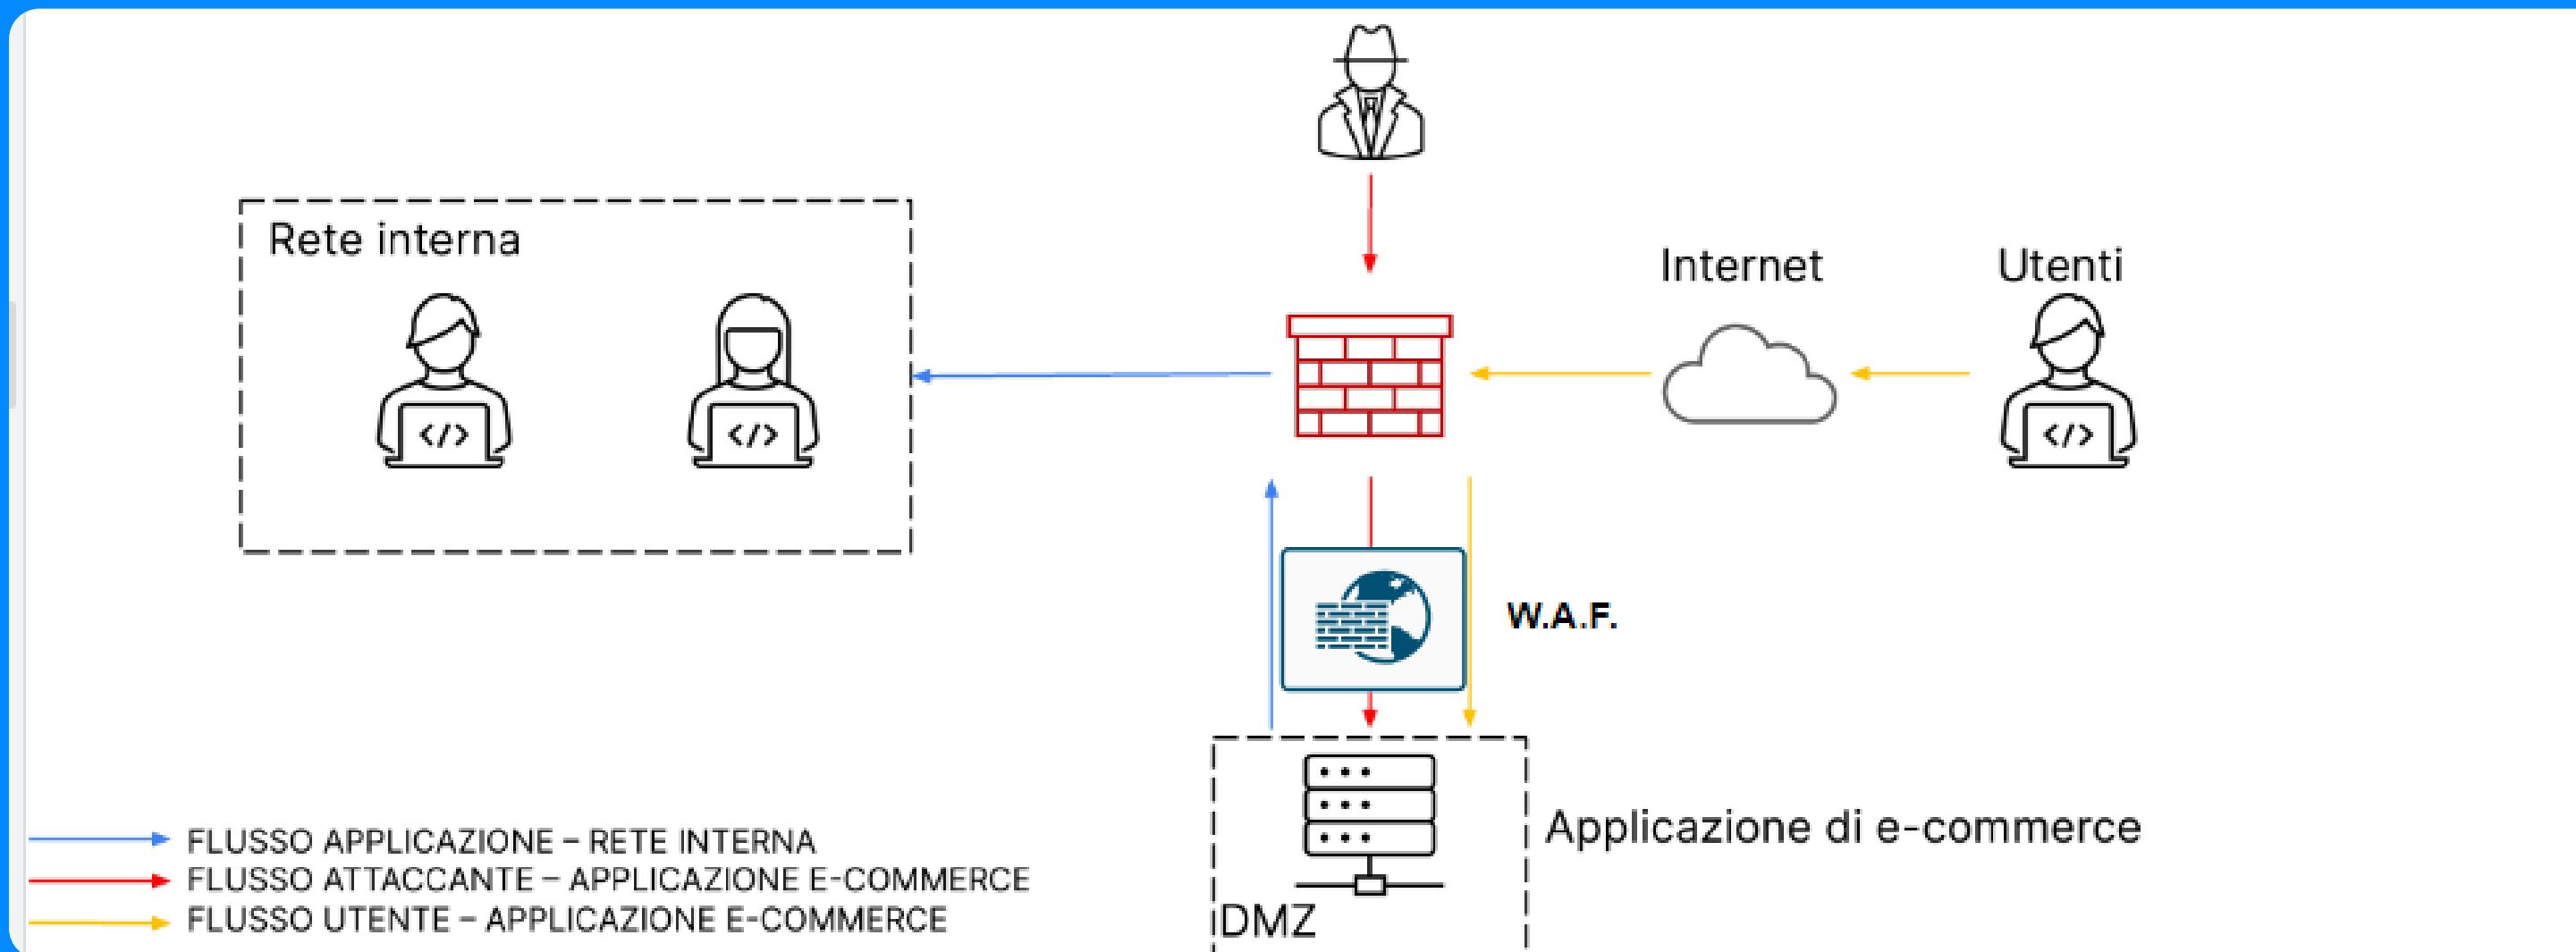 Rete interna
Internet
Utenti
</>
</>
</>
W.A.F.
Applicazione di e-commerce
FLUSSO APPLICAZIONE – RETE INTERNA
FLUSSO ATTACCANTE – APPLICAZIONE E-COMMERCE
FLUSSO UTENTE – APPLICAZIONE E-COMMERCE
DMZ